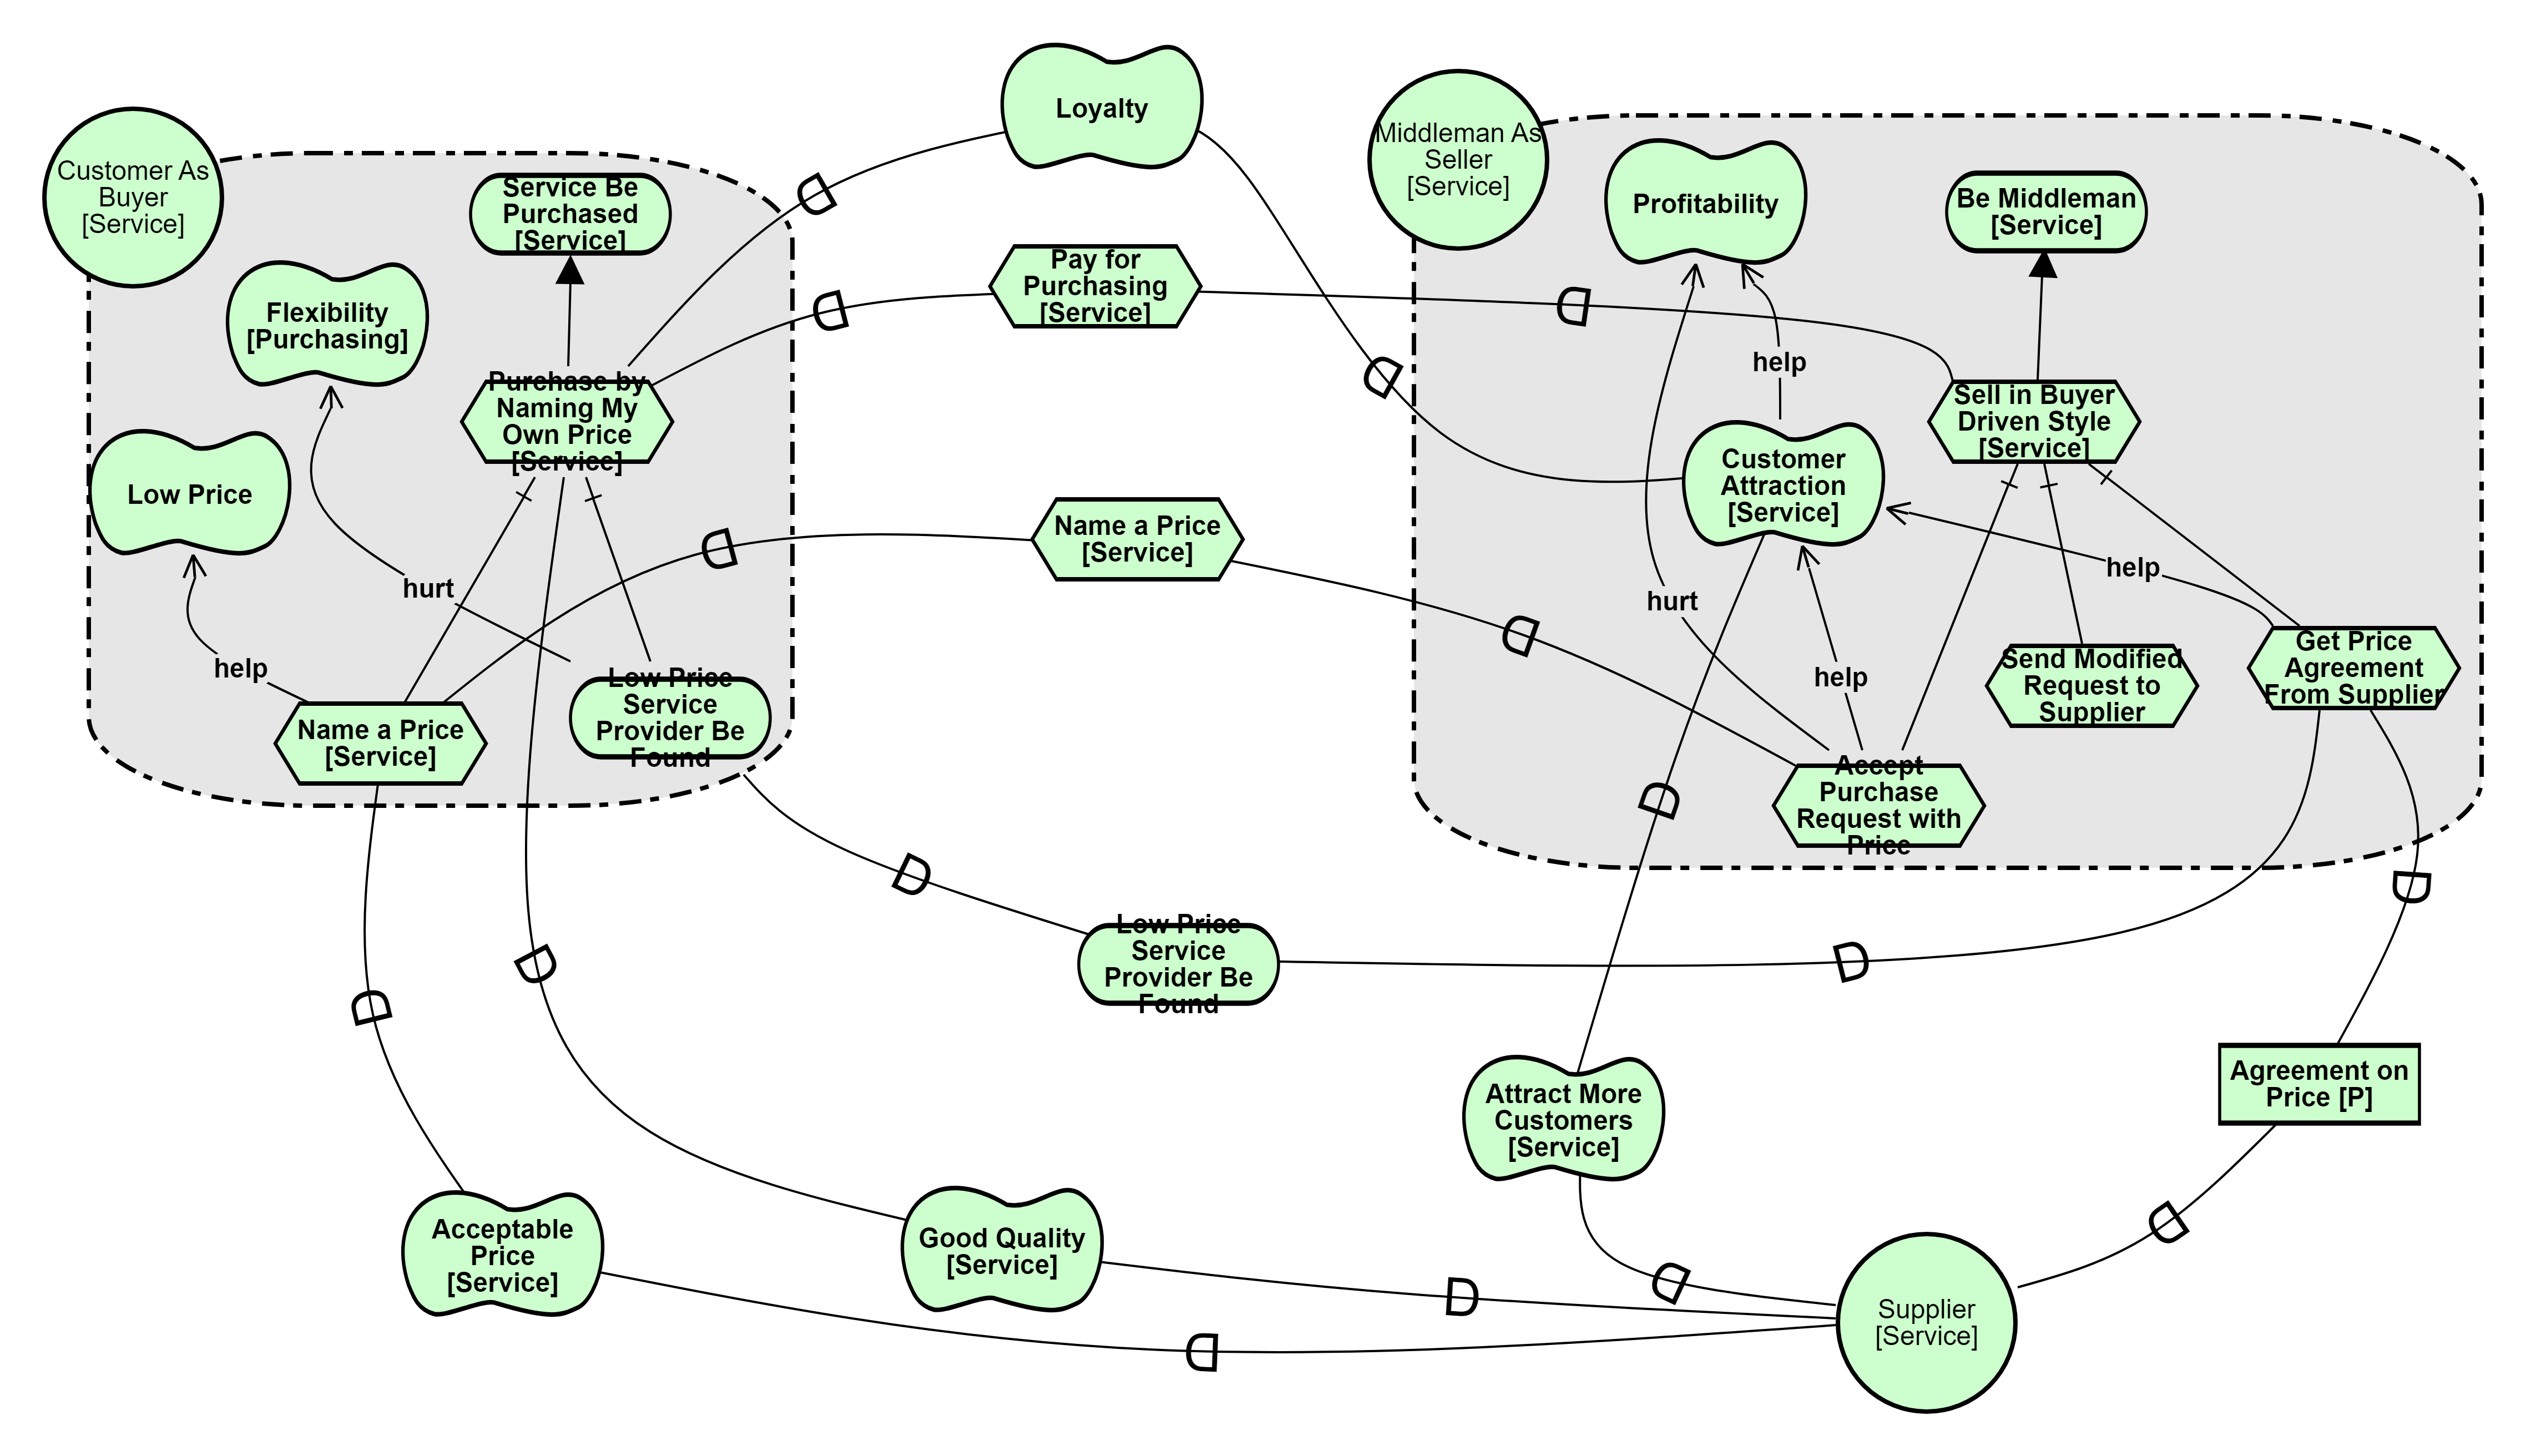 Loyalty
Customer As
Buyer
[Service]
Service Be
Purchased
[Service]
Middleman As
Seller
[Service]
Profitability
Be Middleman
[Service]
Flexibility
[Purchasing]
Pay for
Purchasing
[Service]
help
Purchase by
Naming My
Own Price
[Service]
Sell in Buyer
Driven Style
[Service]
Low Price
Customer
Attraction
[Service]
Name a Price
[Service]
hurt
help
hurt
help
help
Low Price
Service
Provider Be
Found
Name a Price
[Service]
Send Modified
Request to
Supplier
Get Price
Agreement
From Supplier
Accept
Purchase
Request with
Price
Low Price
Service
Provider Be
Found
Attract More
Customers
[Service]
Agreement on
Price [P]
Acceptable
Price
[Service]
Good Quality
[Service]
Supplier
[Service]